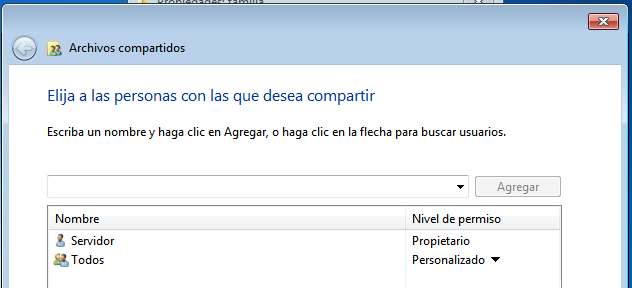 Propiedades: familia
Archivos compartidos
Elija a las personas con las que desea compartir
Escriba un nombre y haga clic en Agregar, o haga clic en la flecha para buscar usuarios.
Agregar
Nombre Nivel de permiso
Servidor Propietario
Todos Personalizado